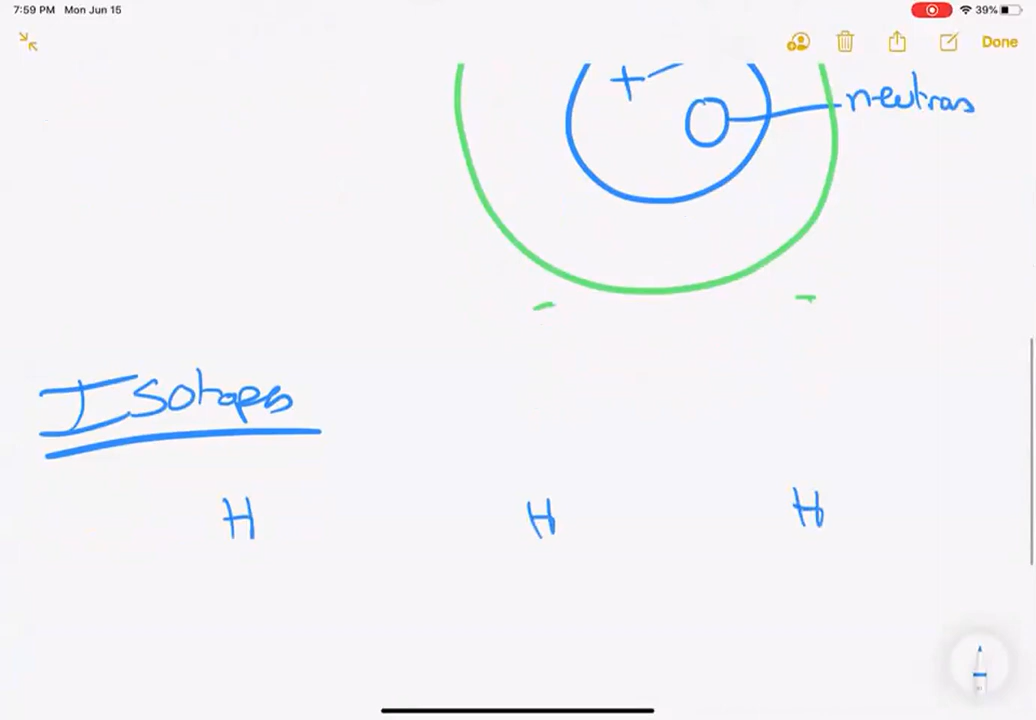 7:59 PM Mon Jun 15
39%
Done
+
neutrons
-
-
Isotopes
H H H